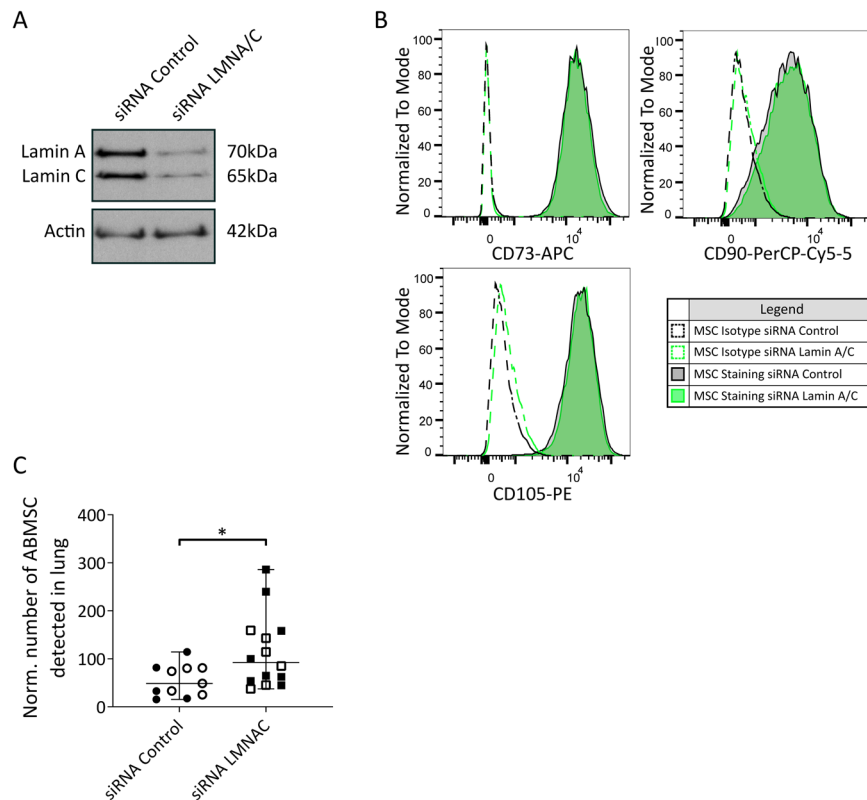 A
siRNA Control
siRNA LMNA/C
Lamin A
70kDa
Lamin C
65kDa
Actin
42kDa
B
Normalized To Mode
100
80
60
40
20
0
0
10⁴
CD73-APC
Normalized To Mode
100
80
60
40
20
0
0
10⁴
CD90-PerCP-Cy5-5
Normalized To Mode
100
80
60
40
20
0
0
10⁴
CD105-PE
Legend
MSC Isotype siRNA Control
MSC Isotype siRNA Lamin A/C
MSC Staining siRNA Control
MSC Staining siRNA Lamin A/C
C
Norm. number of ABMSC
detected in lung
400
300
200
100
0
*
siRNA Control
siRNA LMNAC